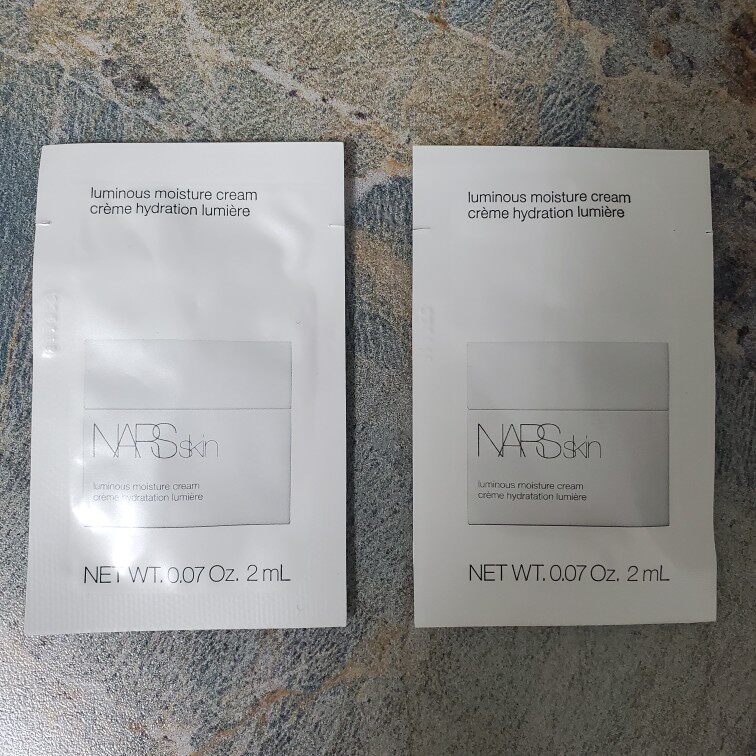 luminous moisture cream
crème hydration lumière
NARSskin
luminous moisture cream
crème hydratation lumière
NET WT. 0.07 Oz. 2 mL
luminous moisture cream
crème hydration lumière
NARSskin
luminous moisture cream
crème hydratation lumière
NET WT. 0.07 Oz. 2 mL